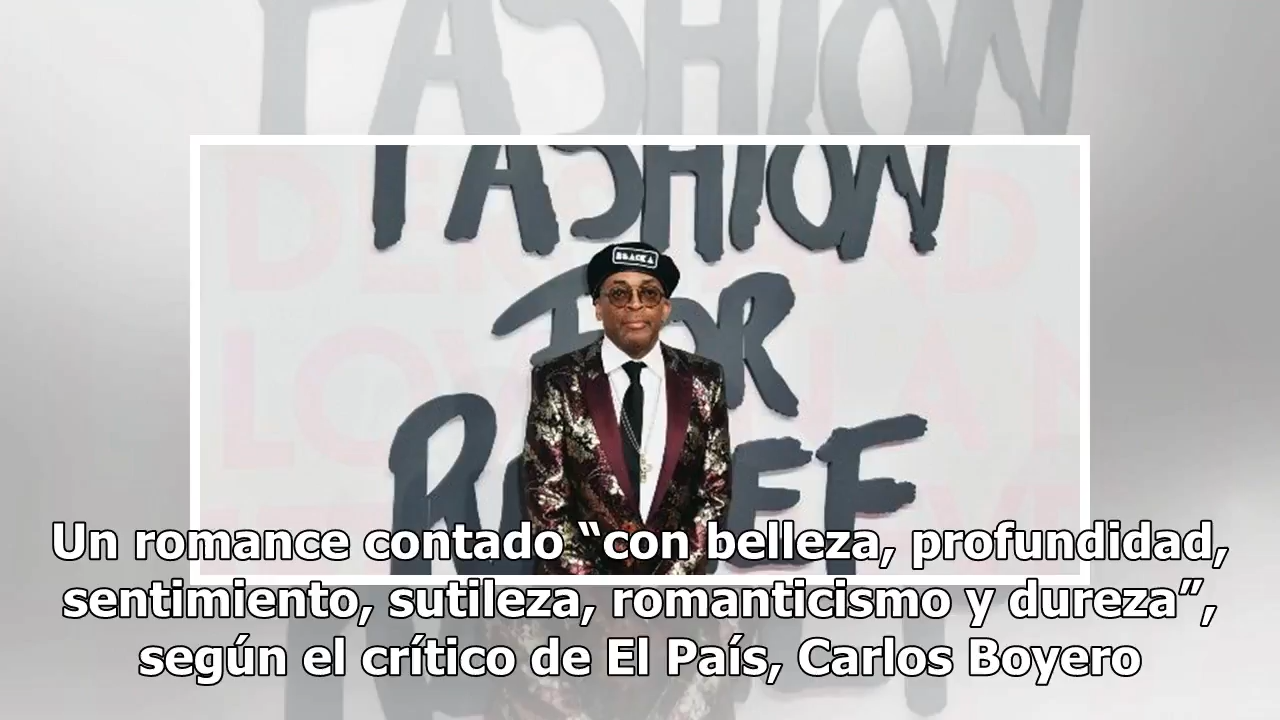 FASHION
FASHION
FOR
RELIEF
Un romance contado “con belleza, profundidad,
sentimiento, sutileza, romanticismo y dureza”,
según el crítico de El País, Carlos Boyero